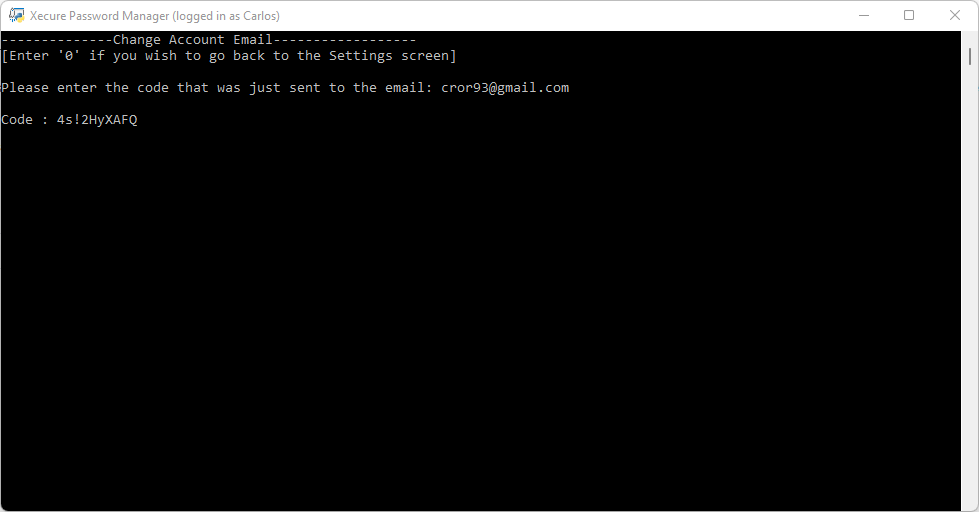 Xecure Password Manager (logged in as Carlos)
--------------Change Account Email------------------
[Enter '0' if you wish to go back to the Settings screen]
Please enter the code that was just sent to the email: cror93@gmail.com
Code : 4s!2HyXAFQ